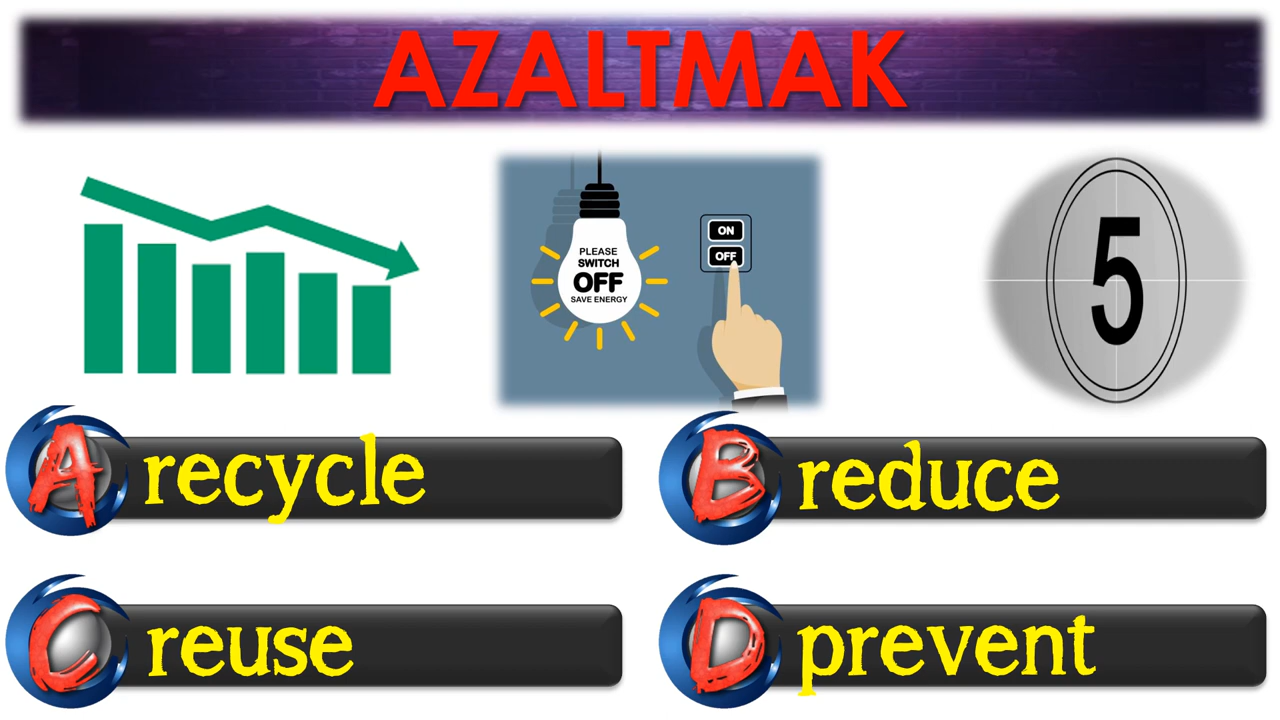 AZALTMAK
PLEASE
SWITCH
OFF
SAVE ENERGY
ON
OFF
5
A recycle
B reduce
C reuse
D prevent